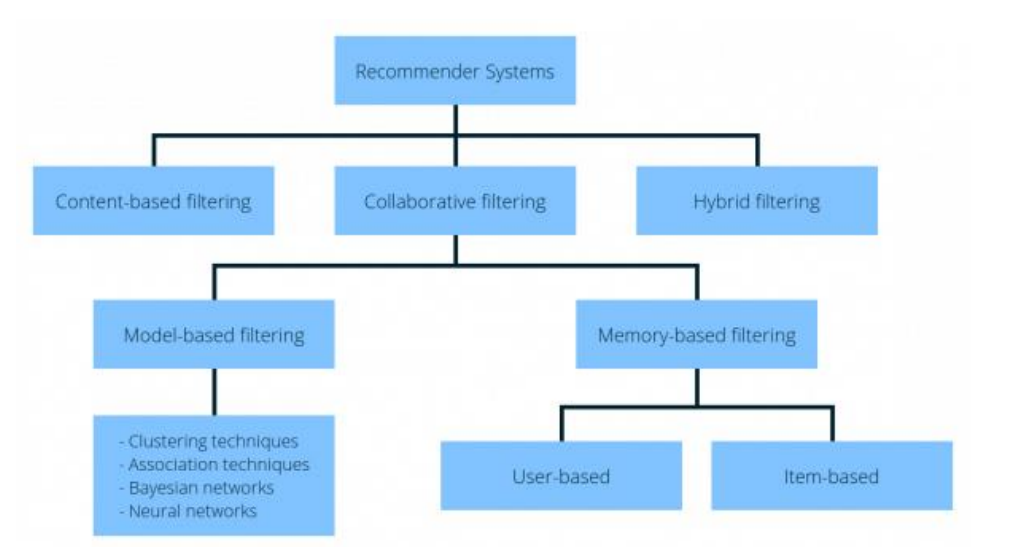 Recommender Systems
Content-based filtering
Collaborative filtering
Hybrid filtering
Model-based filtering
Memory-based filtering
- Clustering techniques
- Association techniques
- Bayesian networks
- Neural networks
User-based
Item-based